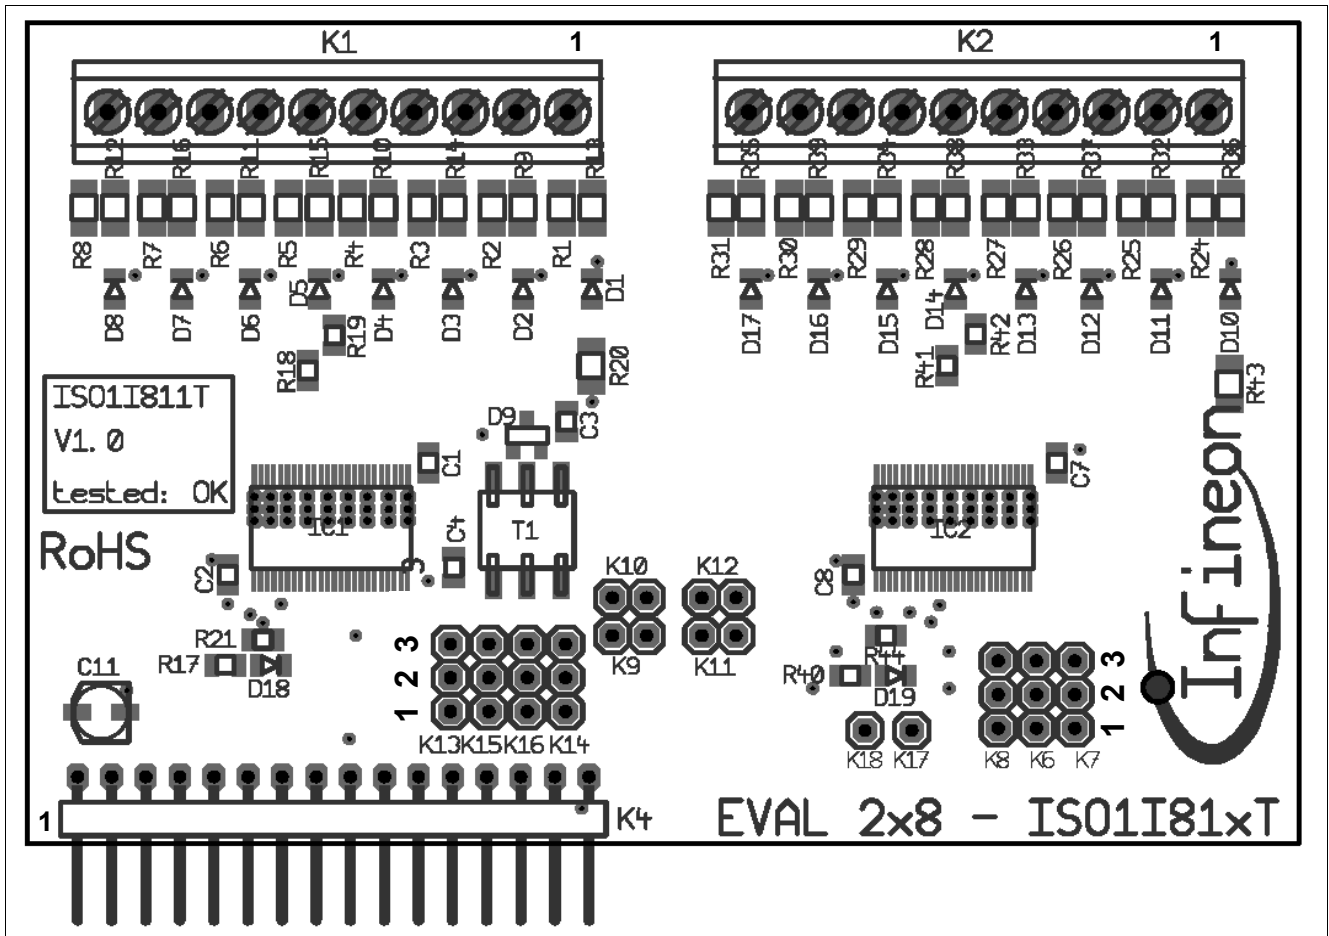 K1 1 K2 1
R12 R16 R11 R15 R10 R14 R9 R13 R35 R39 R34 R38 R33 R37 R32 R36
R8 R7 R6 R5 R4 R3 R2 R1 R31 R30 R29 R28 R27 R26 R25 R24
D8 D7 D6 D5 D4 D3 D2 D1 D17 D16 D15 D14 D13 D12 D11 D10
R18 R19 R20 R41 R42 R43
ISO1I811T
V1.0
tested: OK
RoHS
D9 C3 C1 C7
IC1 C4 T1 IC2
C2 C8
K10 K12
K9 K11
R21 R44
R17 D18 R40 D19
C11
3
2
1
K13 K15 K16 K14
3
2
1
K18 K17 K8 K6 K7
Infineon
1 K4
EVAL 2x8 - ISO1I81xT